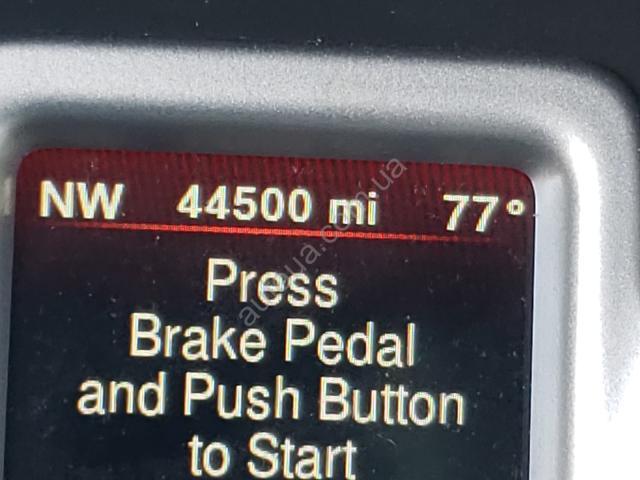 NW 44500 mi 77°
Press
Brake Pedal
and Push Button
to Start